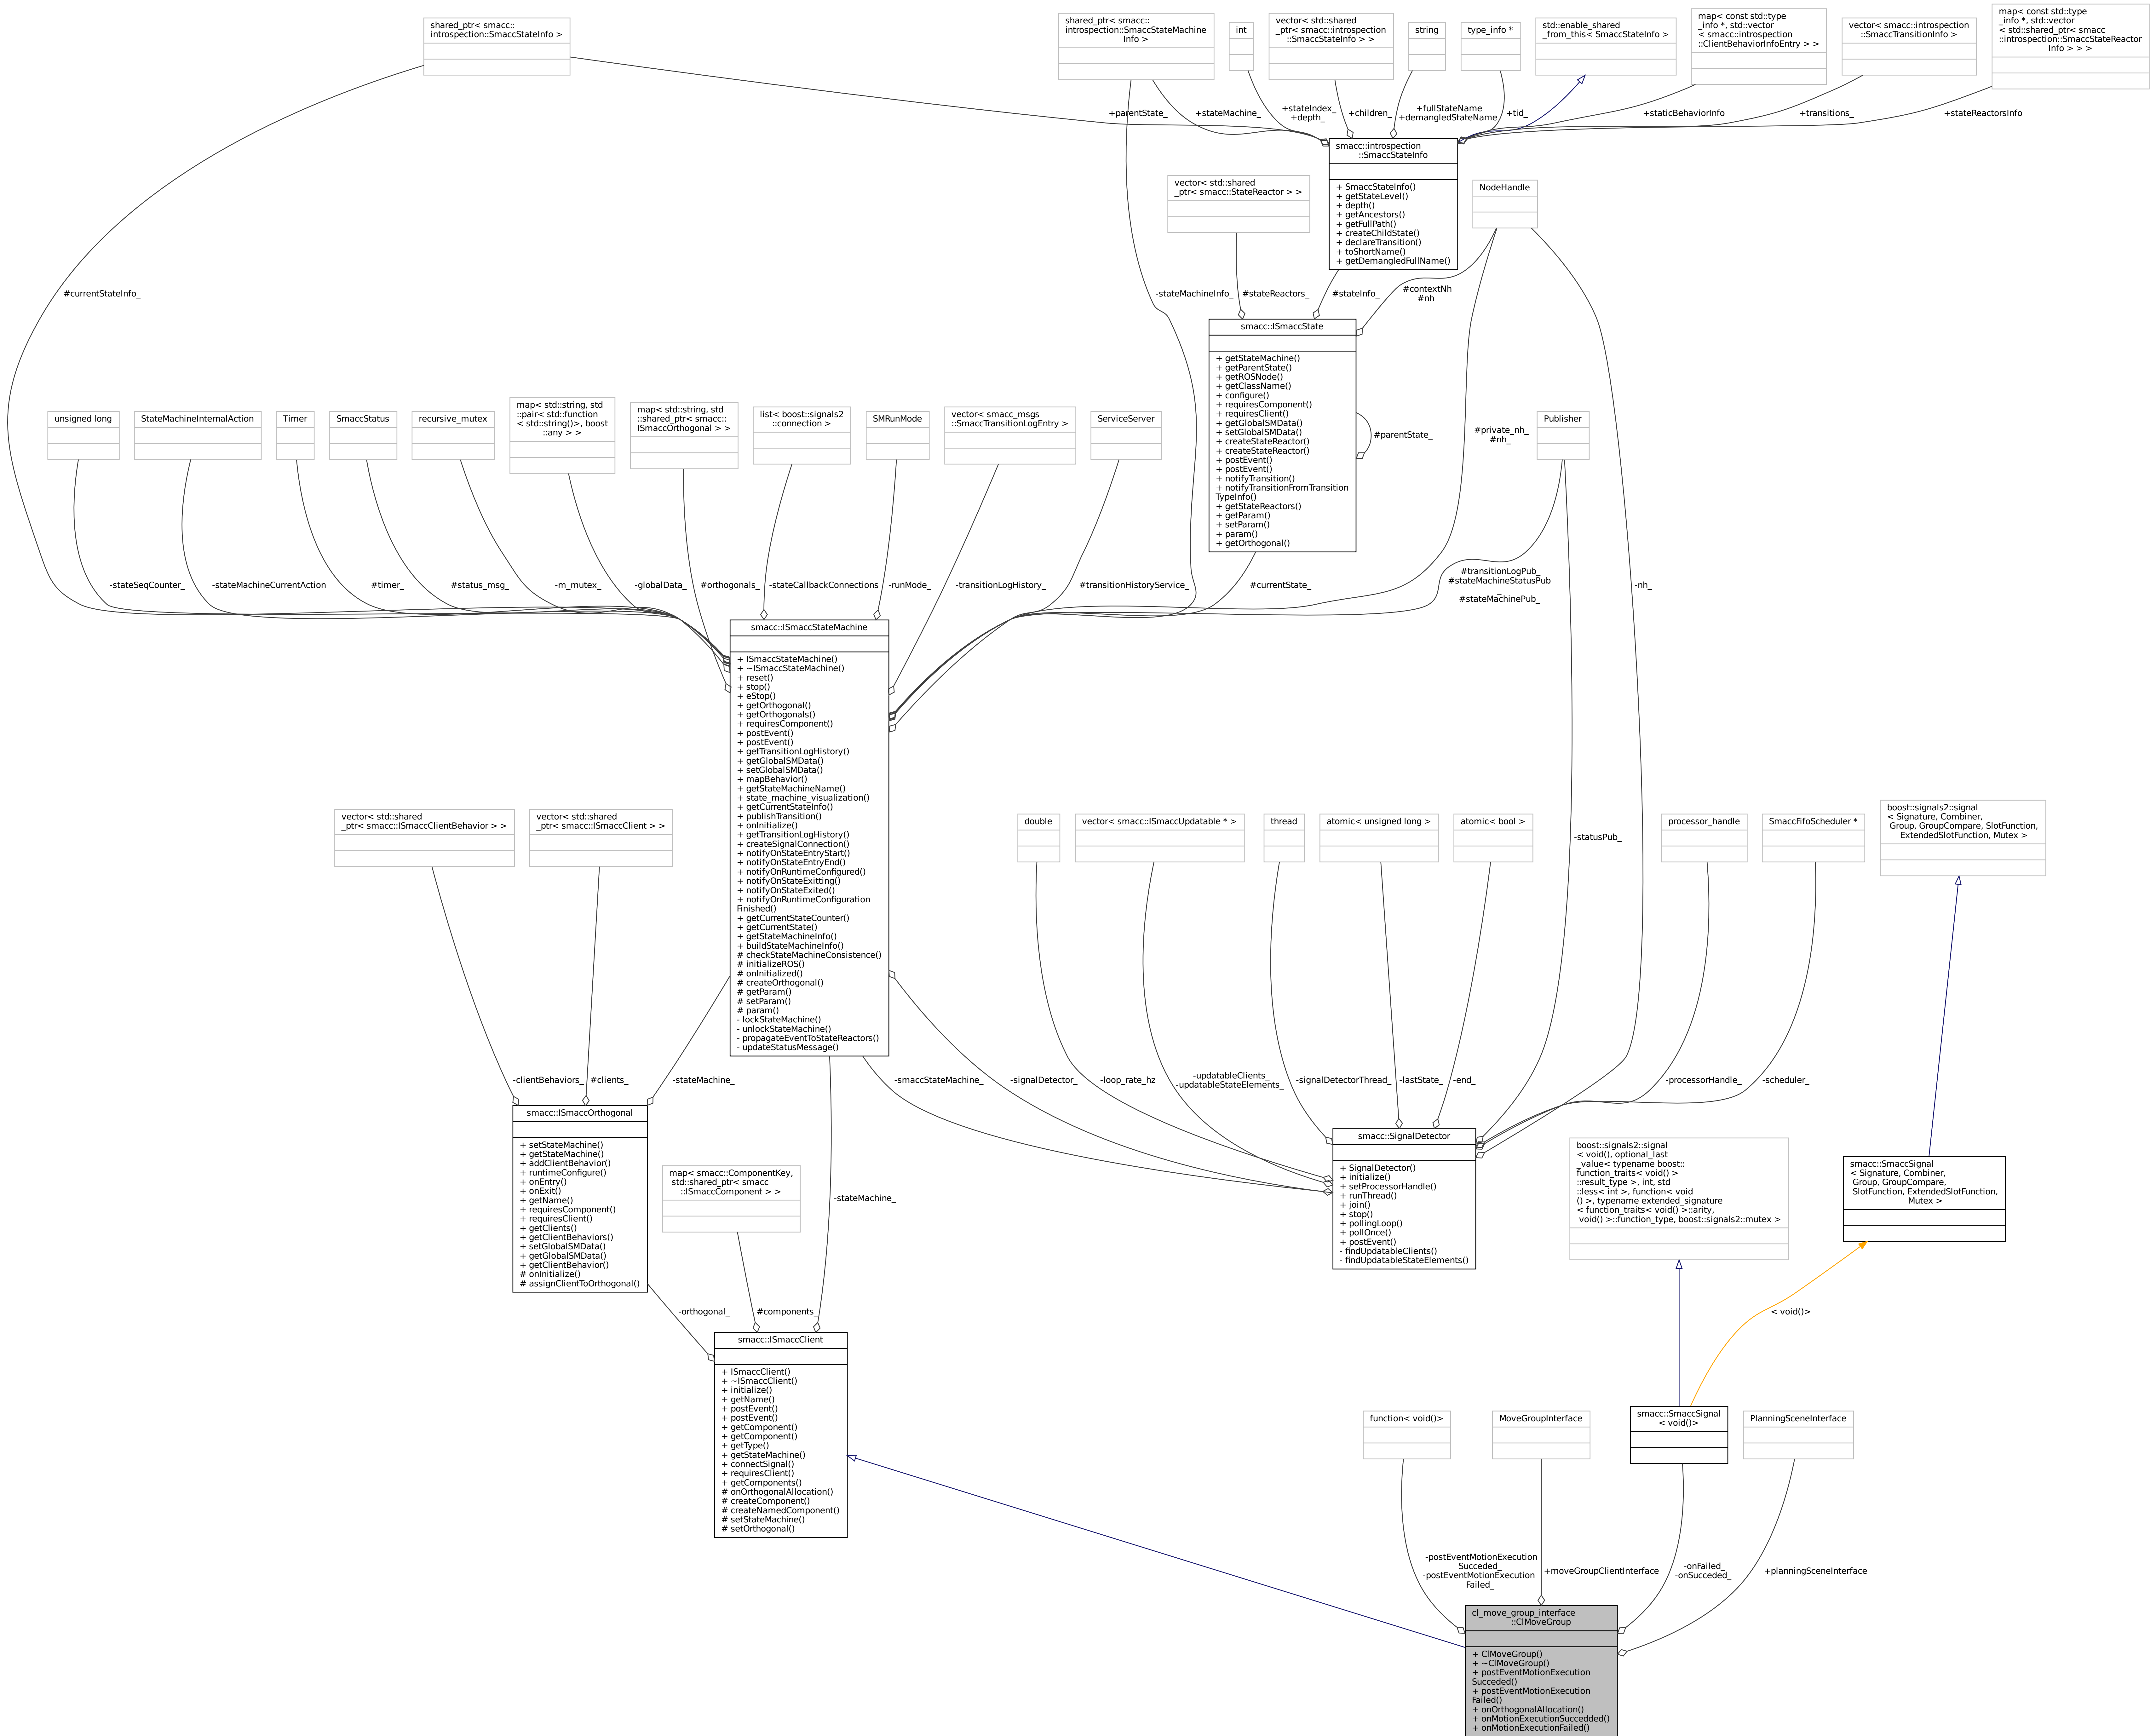 shared_ptr< smacc::
introspection::SmaccStateInfo >
shared_ptr< smacc::
introspection::SmaccStateMachine
Info >
int
vector< std::shared
_ptr< smacc::introspection
::SmaccStateInfo > >
string
type_info *
std::enable_shared
_from_this< SmaccStateInfo >
map< const std::type
_info *, std::vector
< smacc::introspection
::ClientBehaviorInfoEntry > >
vector< smacc::introspection
::SmaccTransitionInfo >
map< const std::type
_info *, std::vector
< std::shared_ptr< smacc
::introspection::SmaccStateReactor
Info > > >
+parentState_
+stateMachine_
+stateIndex_
+depth_
+children_
+fullStateName
+demangledStateName
+tid_
+staticBehaviorInfo
+transitions_
+stateReactorsInfo
smacc::introspection
::SmaccStateInfo
+ SmaccStateInfo()
+ getStateLevel()
+ depth()
+ getAncestors()
+ getFullPath()
+ createChildState()
+ declareTransition()
+ toShortName()
+ getDemangledFullName()
vector< std::shared
_ptr< smacc::StateReactor > >
NodeHandle
#currentStateInfo_
-stateMachineInfo_
#stateReactors_
#stateInfo_
#contextNh
#nh
smacc::ISmaccState
+ getStateMachine()
+ getParentState()
+ getROSNode()
+ getClassName()
+ configure()
+ requiresComponent()
+ requiresClient()
+ getGlobalSMData()
+ setGlobalSMData()
+ createStateReactor()
+ createStateReactor()
+ postEvent()
+ postEvent()
+ notifyTransition()
+ notifyTransitionFromTransition
TypeInfo()
+ getStateReactors()
+ getParam()
+ setParam()
+ param()
+ getOrthogonal()
#parentState_
#private_nh_
#nh_
unsigned long
StateMachineInternalAction
Timer
SmaccStatus
recursive_mutex
map< std::string, std
::pair< std::function
< std::string()>, boost
::any > >
map< std::string, std
::shared_ptr< smacc::
ISmaccOrthogonal > >
list< boost::signals2
::connection >
SMRunMode
vector< smacc_msgs
::SmaccTransitionLogEntry >
ServiceServer
Publisher
-stateSeqCounter_
-stateMachineCurrentAction
#timer_
#status_msg_
-m_mutex_
-globalData_
#orthogonals_
-stateCallbackConnections
-runMode_
-transitionLogHistory_
#transitionHistoryService_
#currentState_
#transitionLogPub_
#stateMachineStatusPub
_
#stateMachinePub_
-nh_
smacc::ISmaccStateMachine
+ ISmaccStateMachine()
+ ~ISmaccStateMachine()
+ reset()
+ stop()
+ eStop()
+ getOrthogonal()
+ getOrthogonals()
+ requiresComponent()
+ postEvent()
+ postEvent()
+ getTransitionLogHistory()
+ getGlobalSMData()
+ setGlobalSMData()
+ mapBehavior()
+ getStateMachineName()
+ state_machine_visualization()
+ getCurrentStateInfo()
+ publishTransition()
+ onInitialize()
+ getTransitionLogHistory()
+ createSignalConnection()
+ notifyOnStateEntryStart()
+ notifyOnStateEntryEnd()
+ notifyOnRuntimeConfigured()
+ notifyOnStateExitting()
+ notifyOnStateExited()
+ notifyOnRuntimeConfiguration
Finished()
+ getCurrentStateCounter()
+ getCurrentState()
+ getStateMachineInfo()
+ buildStateMachineInfo()
# checkStateMachineConsistence()
# initializeROS()
# onInitialized()
# createOrthogonal()
# getParam()
# setParam()
# param()
- lockStateMachine()
- unlockStateMachine()
- propagateEventToStateReactors()
- updateStatusMessage()
vector< std::shared
_ptr< smacc::ISmaccClientBehavior > >
vector< std::shared
_ptr< smacc::ISmaccClient > >
double
vector< smacc::ISmaccUpdatable * >
thread
atomic< unsigned long >
atomic< bool >
-statusPub_
processor_handle
SmaccFifoScheduler *
boost::signals2::signal
< Signature, Combiner,
Group, GroupCompare, SlotFunction,
ExtendedSlotFunction, Mutex >
-clientBehaviors_
#clients_
-stateMachine_
-smaccStateMachine_
-signalDetector_
-loop_rate_hz
-updatableClients_
-updatableStateElements_
-signalDetectorThread_
-lastState_
-end_
-processorHandle_
-scheduler_
smacc::ISmaccOrthogonal
+ setStateMachine()
+ getStateMachine()
+ addClientBehavior()
+ runtimeConfigure()
+ onEntry()
+ onExit()
+ getName()
+ requiresComponent()
+ requiresClient()
+ getClients()
+ getClientBehaviors()
+ setGlobalSMData()
+ getGlobalSMData()
+ getClientBehavior()
# onInitialize()
# assignClientToOrthogonal()
map< smacc::ComponentKey,
std::shared_ptr< smacc
::ISmaccComponent > >
-stateMachine_
smacc::SignalDetector
+ SignalDetector()
+ initialize()
+ setProcessorHandle()
+ runThread()
+ join()
+ stop()
+ pollingLoop()
+ pollOnce()
+ postEvent()
- findUpdatableClients()
- findUpdatableStateElements()
boost::signals2::signal
< void(), optional_last
_value< typename boost::
function_traits< void() >
::result_type >, int, std
::less< int >, function< void
() >, typename extended_signature
< function_traits< void() >::arity,
void() >::function_type, boost::signals2::mutex >
smacc::SmaccSignal
< Signature, Combiner,
Group, GroupCompare,
SlotFunction, ExtendedSlotFunction,
Mutex >
-orthogonal_
#components_
< void()>
smacc::ISmaccClient
+ ISmaccClient()
+ ~ISmaccClient()
+ initialize()
+ getName()
+ postEvent()
+ postEvent()
+ getComponent()
+ getComponent()
+ getType()
+ getStateMachine()
+ connectSignal()
+ requiresClient()
+ getComponents()
# onOrthogonalAllocation()
# createComponent()
# createNamedComponent()
# setStateMachine()
# setOrthogonal()
function< void()>
MoveGroupInterface
smacc::SmaccSignal
< void()>
PlanningSceneInterface
-postEventMotionExecution
Succeded_
-postEventMotionExecution
Failed_
+moveGroupClientInterface
-onFailed_
-onSucceded_
+planningSceneInterface
cl_move_group_interface
::ClMoveGroup
+ ClMoveGroup()
+ ~ClMoveGroup()
+ postEventMotionExecution
Succeded()
+ postEventMotionExecution
Failed()
+ onOrthogonalAllocation()
+ onMotionExecutionSuccedded()
+ onMotionExecutionFailed()